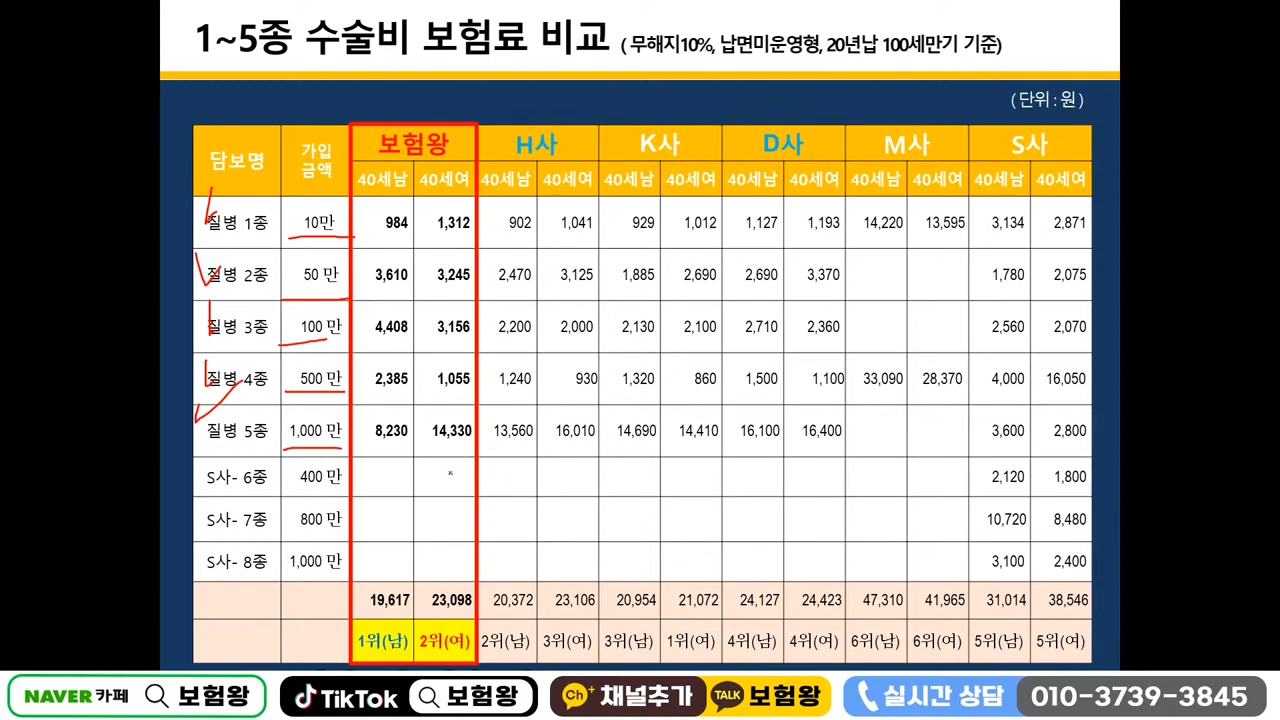 1~5종 수술비 보험료 비교 ( 무해지10%, 납면미운영형, 20년납 100세만기 기준)
( 단위 : 원 )
담보명 가입금액 보험왕 H사 K사 D사 M사 S사
40세남 40세여 40세남 40세여 40세남 40세여 40세남 40세여 40세남 40세여 40세남 40세여
질병 1종 10만 984 1,312 902 1,041 929 1,012 1,127 1,193 14,220 13,595 3,134 2,871
질병 2종 50 만 3,610 3,245 2,470 3,125 1,885 2,690 2,690 3,370 1,780 2,075
질병 3종 100 만 4,408 3,156 2,200 2,000 2,130 2,100 2,710 2,360 2,560 2,070
질병 4종 500 만 2,385 1,055 1,240 930 1,320 860 1,500 1,100 33,090 28,370 4,000 16,050
질병 5종 1,000 만 8,230 14,330 13,560 16,010 14,690 14,410 16,100 16,400 3,600 2,800
S사- 6종 400 만 2,120 1,800
S사- 7종 800 만 10,720 8,480
S사- 8종 1,000 만 3,100 2,400
19,617 23,098 20,372 23,106 20,954 21,072 24,127 24,423 47,310 41,965 31,014 38,546
1위(남) 2위(여) 2위(남) 3위(여) 3위(남) 1위(여) 4위(남) 4위(여) 6위(남) 6위(여) 5위(남) 5위(여)
NAVER 카페 보험왕 TikTok 보험왕 Ch+ 채널추가 TALK 보험왕 실시간 상담 010-3739-3845